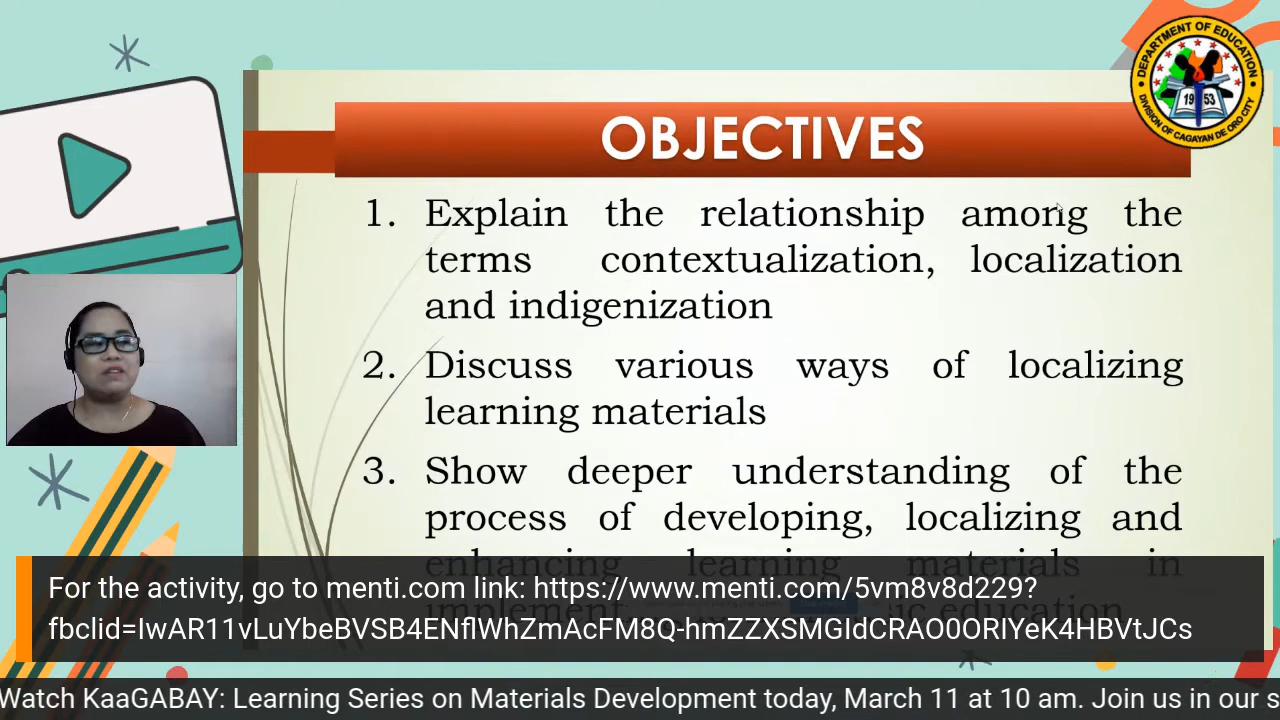 DEPARTMENT OF EDUCATION
1953
DIVISION OF CAGAYAN DE ORO CITY
OBJECTIVES
1. Explain the relationship among the
terms contextualization, localization
and indigenization
2. Discuss various ways of localizing
learning materials
3. Show deeper understanding of the
process of developing, localizing and
enhancing learning materials in
implement education
For the activity, go to menti.com link: https://www.menti.com/5vm8v8d229?
fbclid=IwAR11vLuYbeBVSB4ENflWhZmAcFM8Q-hmZZXSMGIdCRAO0ORIYeK4HBVtJCs
Watch KaaGABAY: Learning Series on Materials Development today, March 11 at 10 am. Join us in our s